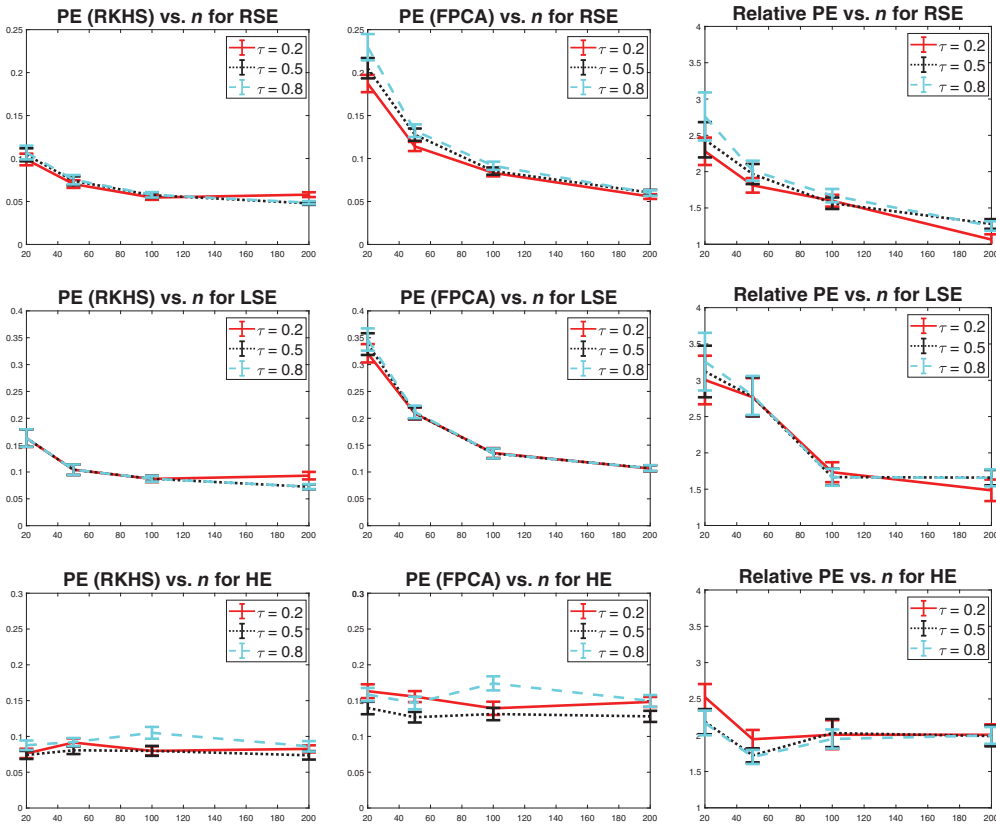 PE (RKHS) vs. n for RSE
0.25
0.2
0.15
0.1
0.05
0
20 40 60 80 100 120 140 160 180 200
τ = 0.2
τ = 0.5
τ = 0.8
PE (FPCA) vs. n for RSE
0.25
0.2
0.15
0.1
0.05
0
20 40 60 80 100 120 140 160 180 200
τ = 0.2
τ = 0.5
τ = 0.8
Relative PE vs. n for RSE
4
3.5
3
2.5
2
1.5
1
20 40 60 80 100 120 140 160 180 200
τ = 0.2
τ = 0.5
τ = 0.8
PE (RKHS) vs. n for LSE
0.4
0.35
0.3
0.25
0.2
0.15
0.1
0.05
0
20 40 60 80 100 120 140 160 180 200
τ = 0.2
τ = 0.5
τ = 0.8
PE (FPCA) vs. n for LSE
0.4
0.35
0.3
0.25
0.2
0.15
0.1
0.05
0
20 40 60 80 100 120 140 160 180 200
τ = 0.2
τ = 0.5
τ = 0.8
Relative PE vs. n for LSE
4
3.5
3
2.5
2
1.5
1
20 40 60 80 100 120 140 160 180 200
τ = 0.2
τ = 0.5
τ = 0.8
PE (RKHS) vs. n for HE
0.3
0.25
0.2
0.15
0.1
0.05
0
20 40 60 80 100 120 140 160 180 200
τ = 0.2
τ = 0.5
τ = 0.8
PE (FPCA) vs. n for HE
0.3
0.25
0.2
0.15
0.1
0.05
0
20 40 60 80 100 120 140 160 180 200
τ = 0.2
τ = 0.5
τ = 0.8
Relative PE vs. n for HE
4
3.5
3
2.5
2
1.5
1
20 40 60 80 100 120 140 160 180 200
τ = 0.2
τ = 0.5
τ = 0.8